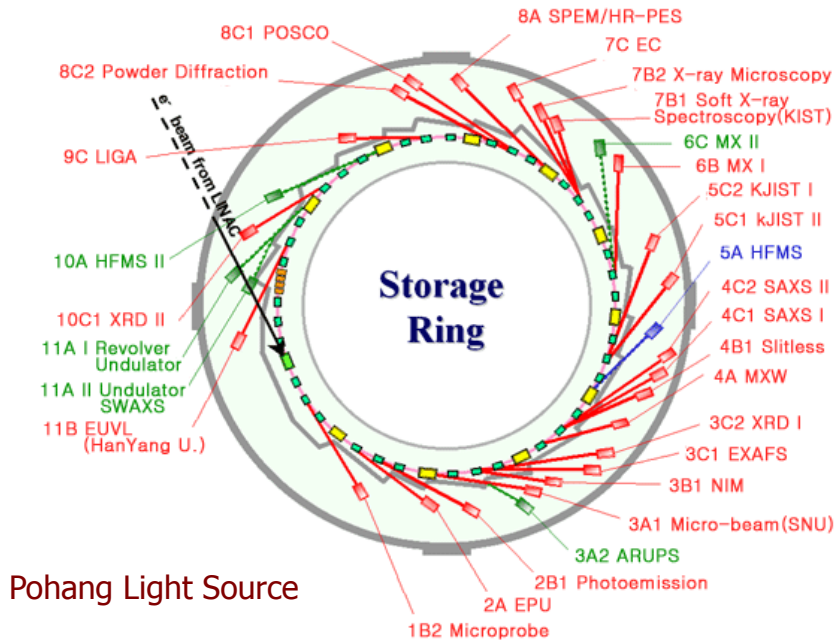 8A SPEM/HR-PES
8C1 POSCO
7C EC
8C2 Powder Diffraction
7B2 X-ray Microscopy
7B1 Soft X-ray
Spectroscopy(KIST)
e- beam from LINAC
6C MX II
9C LIGA
6B MX I
5C2 KJIST I
5C1 kJIST II
5A HFMS
10A HFMS II
Storage
Ring
4C2 SAXS II
4C1 SAXS I
10C1 XRD II
4B1 Slitless
11A I Revolver
Undulator
4A MXW
11A II Undulator
SWAXS
3C2 XRD I
11B EUVL
(HanYang U.)
3C1 EXAFS
3B1 NIM
3A1 Micro-beam(SNU)
3A2 ARUPS
2B1 Photoemission
Pohang Light Source
2A EPU
1B2 Microprobe